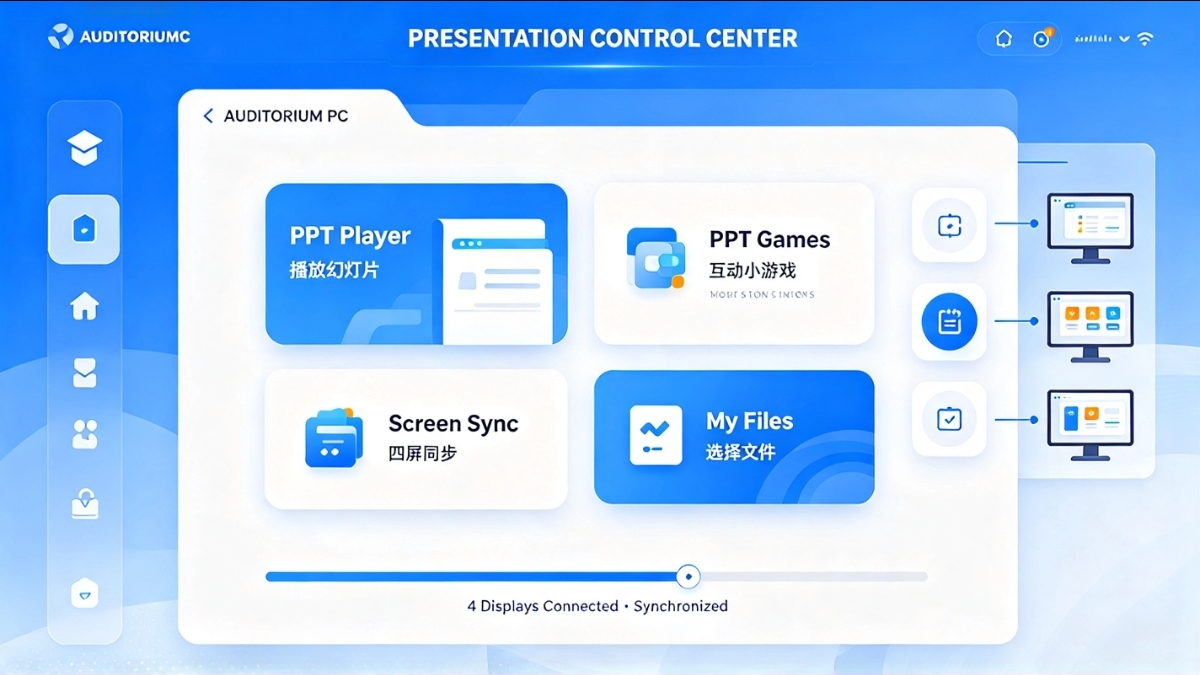 AUDITORIUMC
PRESENTATION CONTROL CENTER
AUDITORIUM PC
PPT Player
播放幻灯片
PPT Games
互动小游戏
Screen Sync
四屏同步
My Files
选择文件
4 Displays Connected • Synchronized